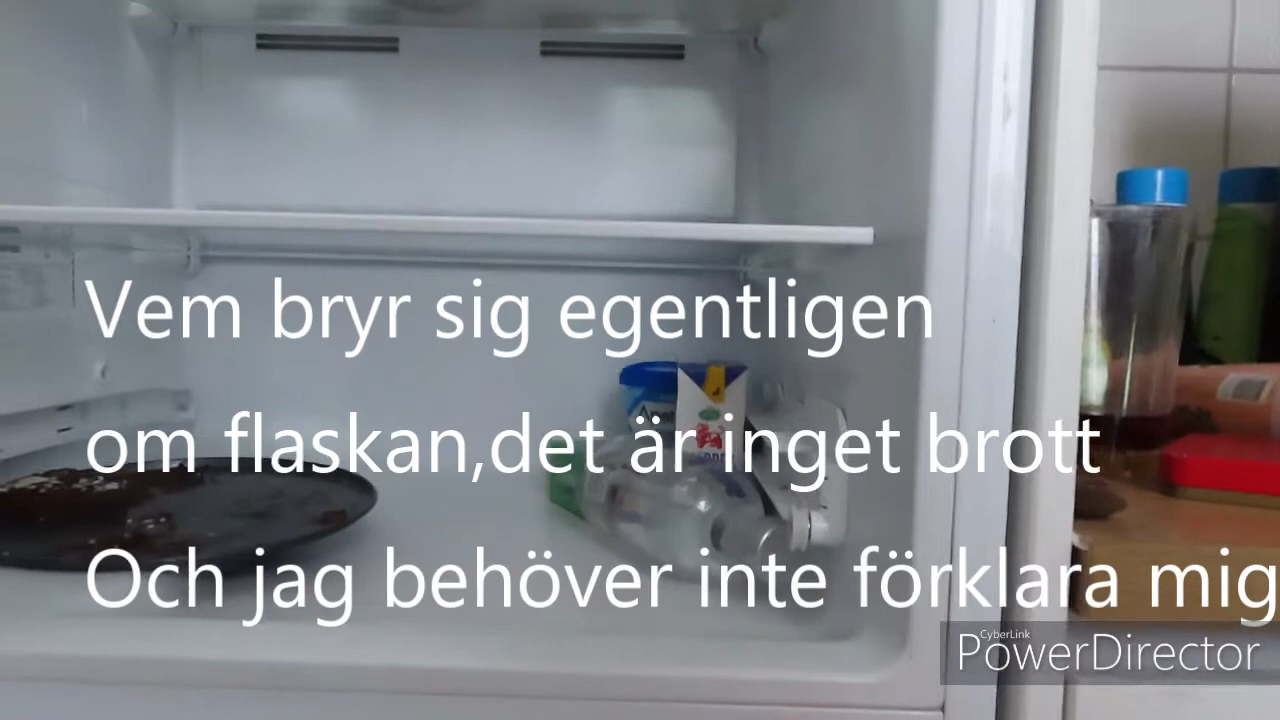 Vem bryr sig egentligen
om flaskan,det är inget brott
Och jag behöver inte förklara mig
CyberLink
PowerDirector